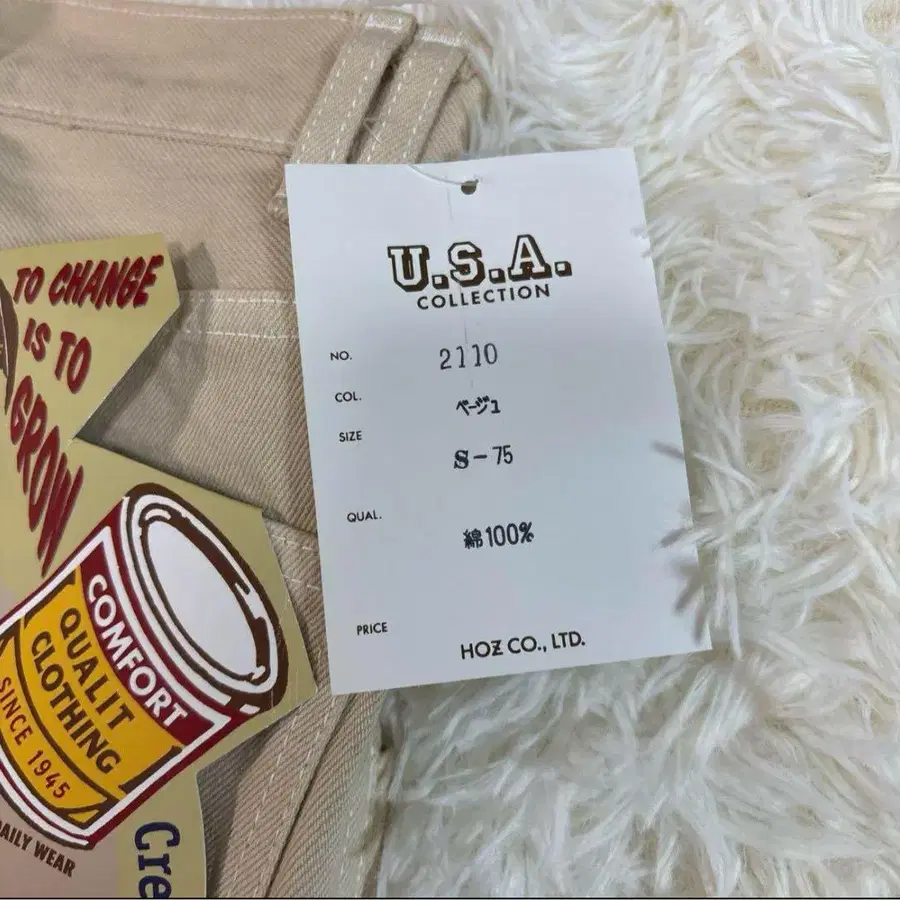 TO CHANGE
IS TO
GROW
COMFORT
QUALIT
CLOTHING
SINCE 1945
DAILY WEAR
Cre
U.S.A.
COLLECTION
NO. 2110
COL. ベージュ
SIZE S-75
QUAL. 綿100%
PRICE
HOZ CO., LTD.